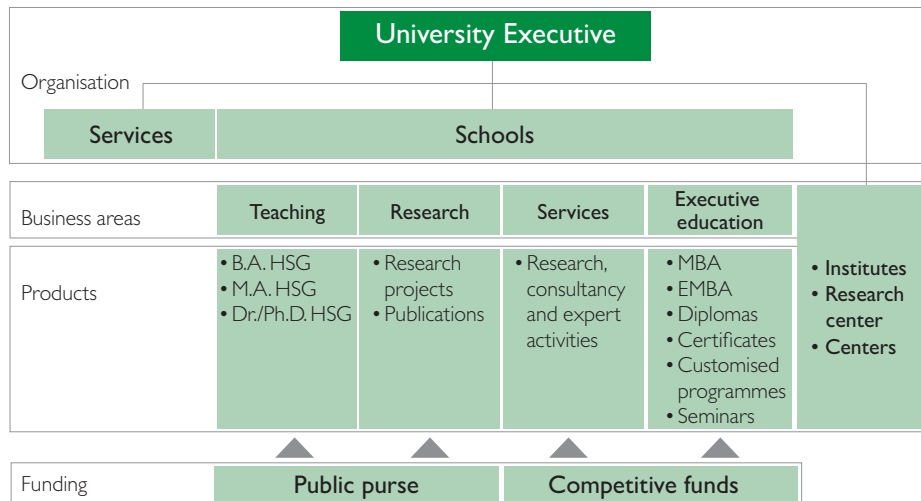 University Executive
Organisation
Services
Schools
Business areas
Teaching
Research
Services
Executive
education
Products
• B.A. HSG
• M.A. HSG
• Dr./Ph.D. HSG
• Research
projects
• Publications
• Research,
consultancy
and expert
activities
• MBA
• EMBA
• Diplomas
• Certificates
• Customised
programmes
• Seminars
• Institutes
• Research
center
• Centers
Funding
Public purse
Competitive funds